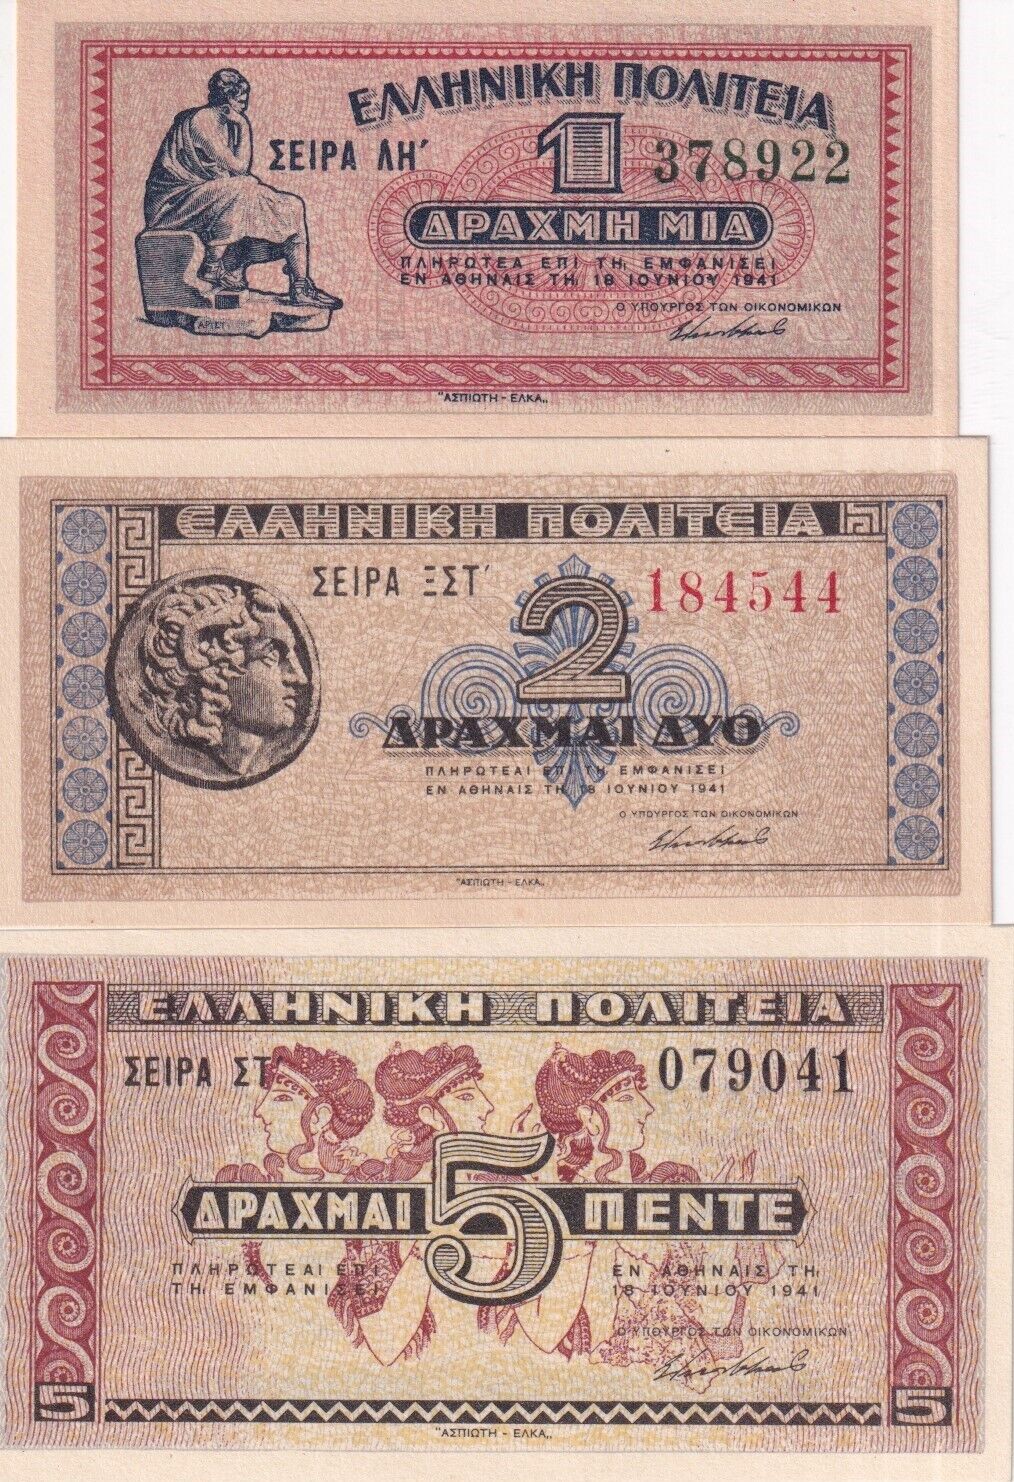 ΕΛΛΗΝΙΚΗ ΠΟΛΙΤΕΙΑ
ΣΕΙΡΑ ΛΗ΄ 1 378922
ΔΡΑΧΜΗ ΜΙΑ
ΠΛΗΡΩΤΕΑ ΕΠΙ ΤΗ, ΕΜΦΑΝΙΣΕΙ
ΕΝ ΑΘΗΝΑΙΣ ΤΗ, 18 ΙΟΥΝΙΟΥ 1941
Ο ΥΠΟΥΡΓΟΣ ΤΩΝ ΟΙΚΟΝΟΜΙΚΩΝ
"ΑΣΠΙΩΤΗ - ΕΛΚΑ„
ΕΛΛΗΝΙΚΗ ΠΟΛΙΤΕΙΑ
ΣΕΙΡΑ ΞΣΤ΄ 2 184544
ΔΡΑΧΜΑΙ ΔΥΟ
ΠΛΗΡΩΤΕΑΙ ΕΠΙ ΤΗ, ΕΜΦΑΝΙΣΕΙ
ΕΝ ΑΘΗΝΑΙΣ ΤΗ, 18 ΙΟΥΝΙΟΥ 1941
Ο ΥΠΟΥΡΓΟΣ ΤΩΝ ΟΙΚΟΝΟΜΙΚΩΝ
"ΑΣΠΙΩΤΗ - ΕΛΚΑ„
ΕΛΛΗΝΙΚΗ ΠΟΛΙΤΕΙΑ
ΣΕΙΡΑ ΣΤ΄ 079041
ΔΡΑΧΜΑΙ 5 ΠΕΝΤΕ
ΠΛΗΡΩΤΕΑΙ ΕΠΙ
ΤΗ, ΕΜΦΑΝΙΣΕΙ
ΕΝ ΑΘΗΝΑΙΣ ΤΗ,
18 ΙΟΥΝΙΟΥ 1941
Ο ΥΠΟΥΡΓΟΣ ΤΩΝ ΟΙΚΟΝΟΜΙΚΩΝ
5 5
"ΑΣΠΙΩΤΗ - ΕΛΚΑ„